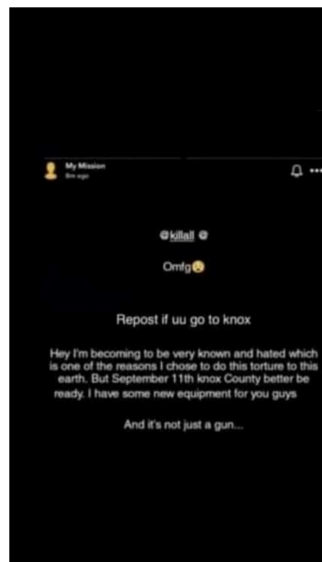 My Mission
8m ago
@killall @
Omfg😨
Repost if uu go to knox
Hey I'm becoming to be very known and hated which
is one of the reasons I chose to do this torture to this
earth. But September 11th knox County better be
ready. I have some new equipment for you guys
And it's not just a gun...